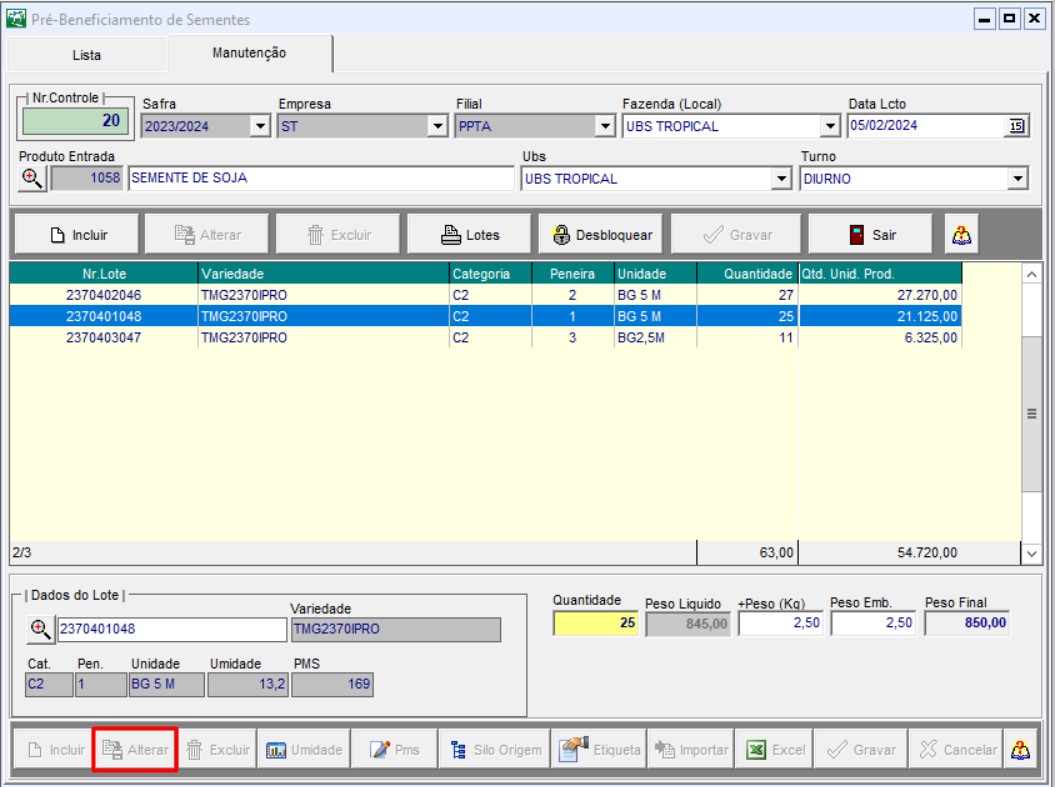 Pré-Beneficiamento de Sementes
Lista Manutenção
Nr.Controle Safra Empresa Filial Fazenda (Local) Data Lcto
20 2023/2024 ST PPTA UBS TROPICAL 05/02/2024 15
Produto Entrada Ubs Turno
1058 SEMENTE DE SOJA UBS TROPICAL DIURNO
Incluir Alterar Excluir Lotes Desbloquear Gravar Sair
Nr.Lote Variedade Categoria Peneira Unidade Quantidade Qtd. Unid. Prod.
2370402046 TMG2370IPRO C2 2 BG 5 M 27 27.270,00
2370401048 TMG2370IPRO C2 1 BG 5 M 25 21.125,00
2370403047 TMG2370IPRO C2 3 BG2,5M 11 6.325,00
2/3 63,00 54.720,00
Dados do Lote
Variedade Quantidade Peso Liquido +Peso (Kg) Peso Emb. Peso Final
2370401048 TMG2370IPRO 25 845,00 2,50 2,50 850,00
Cat. Pen. Unidade Umidade PMS
C2 1 BG 5 M 13,2 169
Incluir Alterar Excluir Umidade Pms Silo Origem Etiqueta Importar Excel Gravar Cancelar